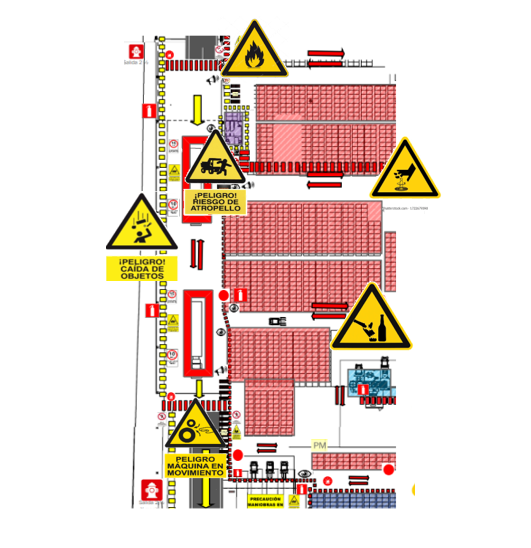 ¡PELIGRO!
RIESGO DE
ATROPELLO
¡PELIGRO!
CAÍDA DE
OBJETOS
PM
PELIGRO
MÁQUINA EN
MOVIMIENTO
PRECAUCIÓN
MANIOBRAS EN